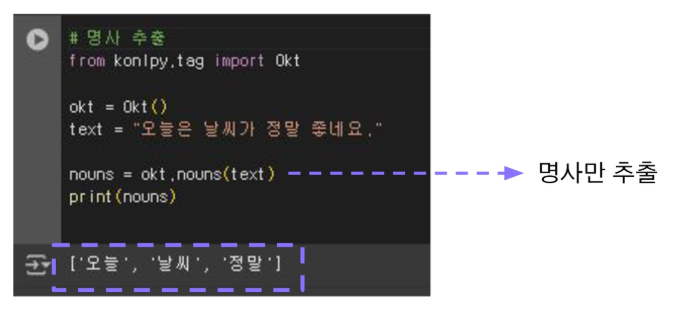 # 명사 추출
from konlpy.tag import Okt
okt = Okt()
text = "오늘은 날씨가 정말 좋네요."
nouns = okt.nouns(text)
명사만 추출
print(nouns)
['오늘', '날씨', '정말']